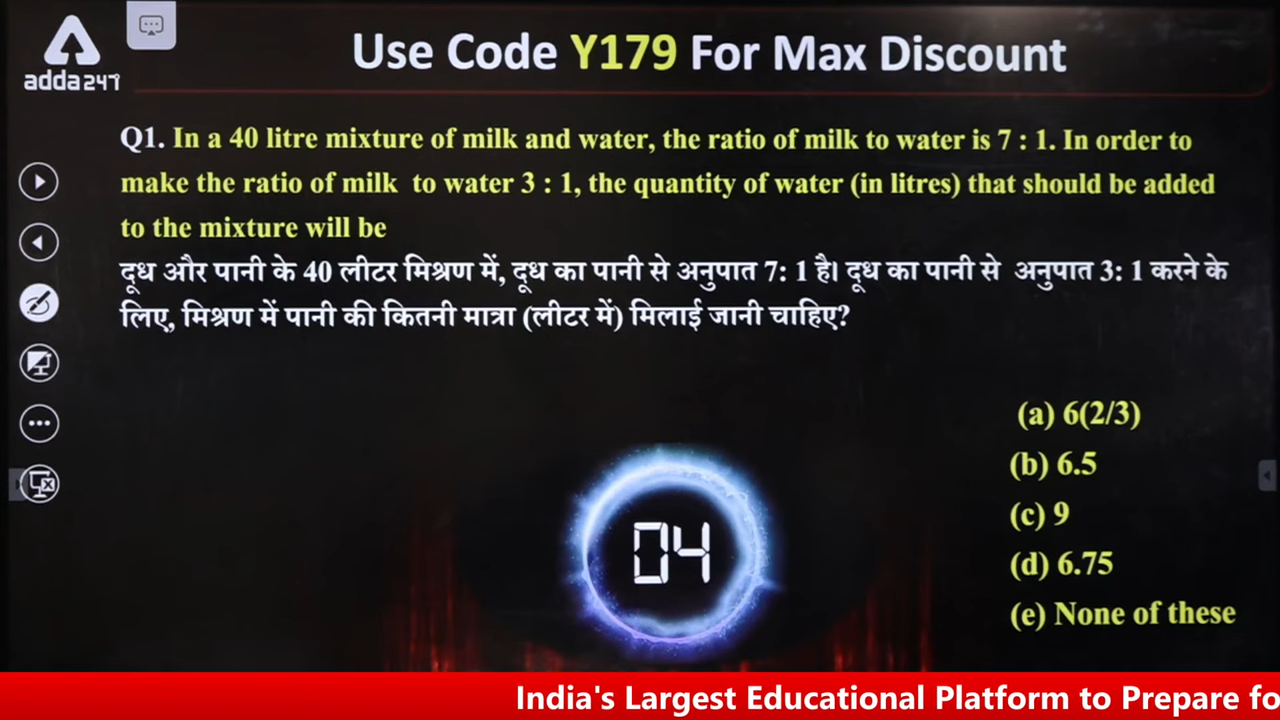 adda247
Use Code Y179 For Max Discount
Q1. In a 40 litre mixture of milk and water, the ratio of milk to water is 7 : 1. In order to
make the ratio of milk to water 3 : 1, the quantity of water (in litres) that should be added
to the mixture will be
दूध और पानी के 40 लीटर मिश्रण में, दूध का पानी से अनुपात 7: 1 है। दूध का पानी से अनुपात 3: 1 करने के
लिए, मिश्रण में पानी की कितनी मात्रा (लीटर में) मिलाई जानी चाहिए?
(a) 6(2/3)
(b) 6.5
(c) 9
(d) 6.75
(e) None of these
04
India's Largest Educational Platform to Prepare fo